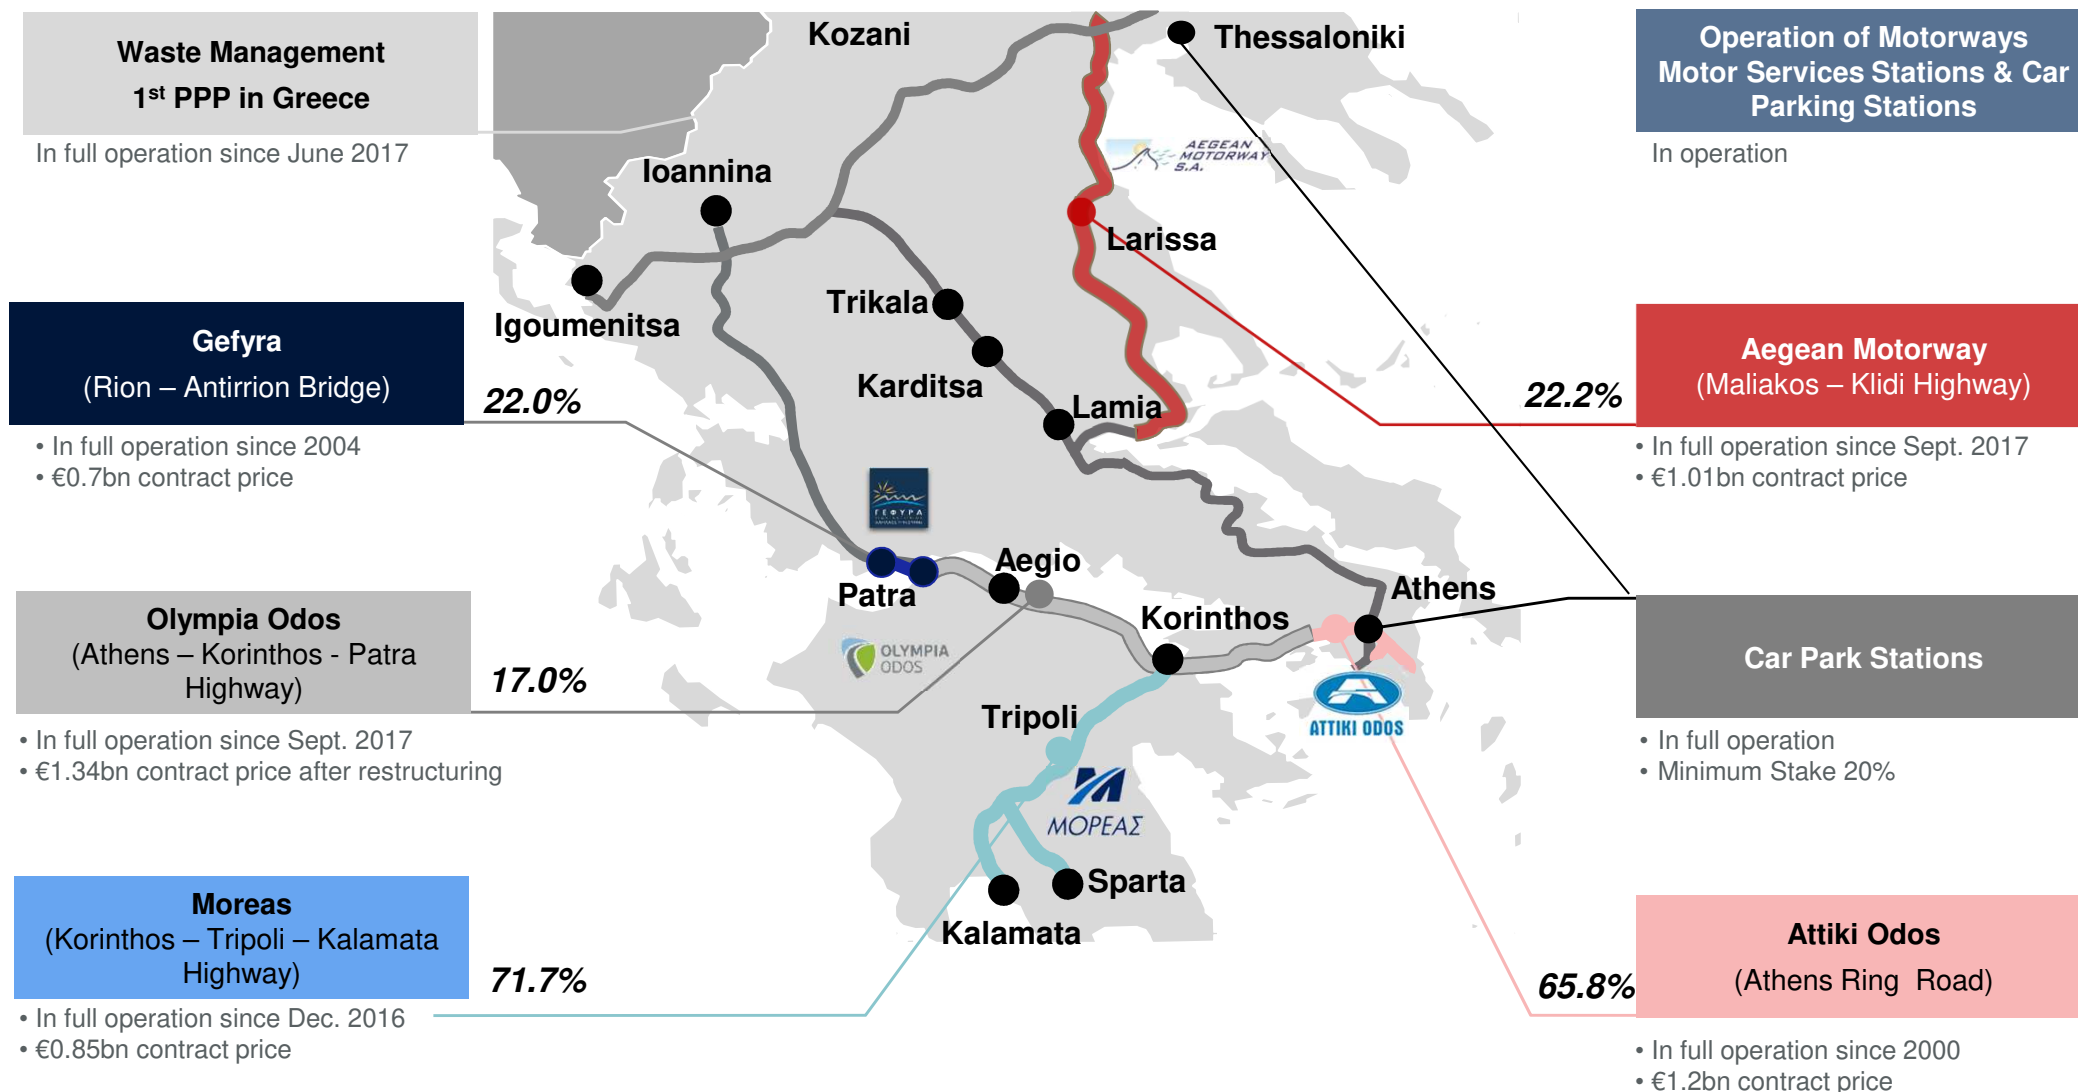 Waste Management
1st PPP in Greece
In full operation since June 2017
Gefyra
(Rion – Antirrion Bridge)
22.0%
• In full operation since 2004
• €0.7bn contract price
Olympia Odos
(Athens – Korinthos - Patra
Highway)
17.0%
• In full operation since Sept. 2017
• €1.34bn contract price after restructuring
Moreas
(Korinthos – Tripoli – Kalamata
Highway)
71.7%
• In full operation since Dec. 2016
• €0.85bn contract price
Kozani
Thessaloniki
AEGEAN
MOTORWAY
S.A.
Ioannina
Larissa
Igoumenitsa
Trikala
Karditsa
Lamia
ΓΕΦΥΡΑ
Patra
Aegio
Athens
Korinthos
OLYMPIA
ODOS
Tripoli
ATTIKI ODOS
ΜΟΡΕΑΣ
Sparta
Kalamata
Operation of Motorways
Motor Services Stations & Car
Parking Stations
In operation
22.2%
Aegean Motorway
(Maliakos – Klidi Highway)
• In full operation since Sept. 2017
• €1.01bn contract price
Car Park Stations
• In full operation
• Minimum Stake 20%
65.8%
Attiki Odos
(Athens Ring Road)
• In full operation since 2000
• €1.2bn contract price